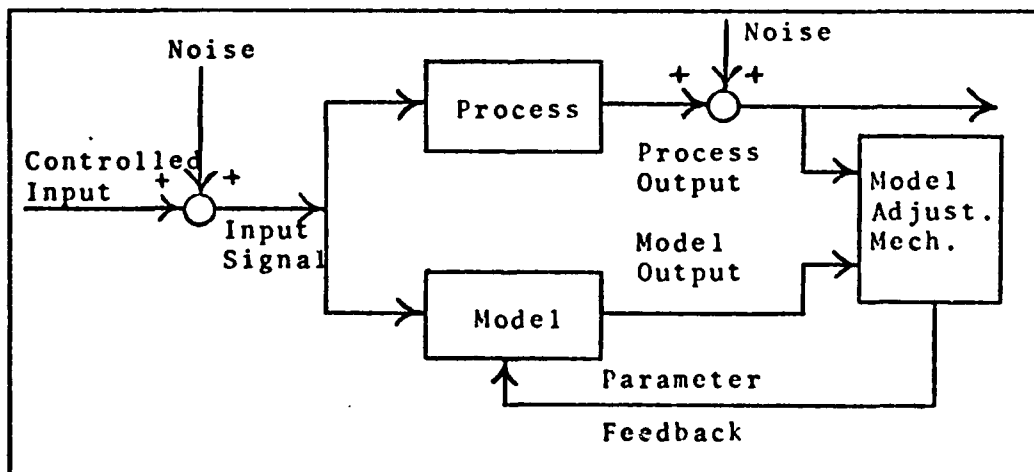 Noise
Noise
+ +
Process
Controlled
Input
+ +
Input
Signal
Process
Output
Model
Adjust.
Mech.
Model
Output
Model
Parameter
Feedback